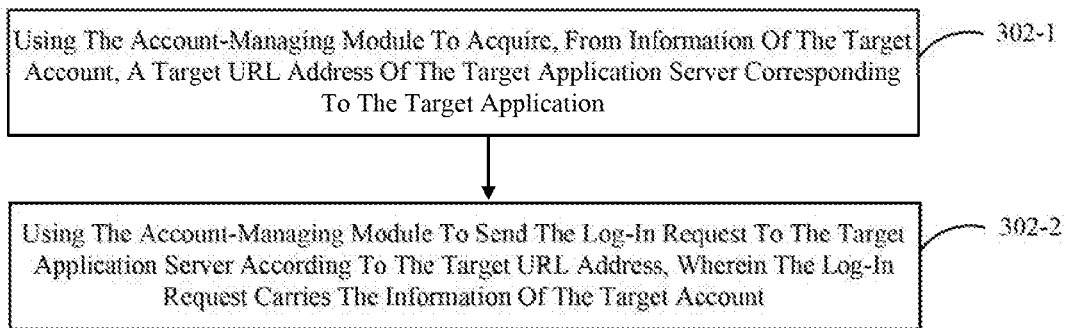 Using The Account-Managing Module To Acquire, From Information Of The Target
Account, A Target URL Address Of The Target Application Server Corresponding
To The Target Application
302-1
Using The Account-Managing Module To Send The Log-In Request To The Target
Application Server According To The Target URL Address, Wherein The Log-In
Request Carries The Information Of The Target Account
302-2